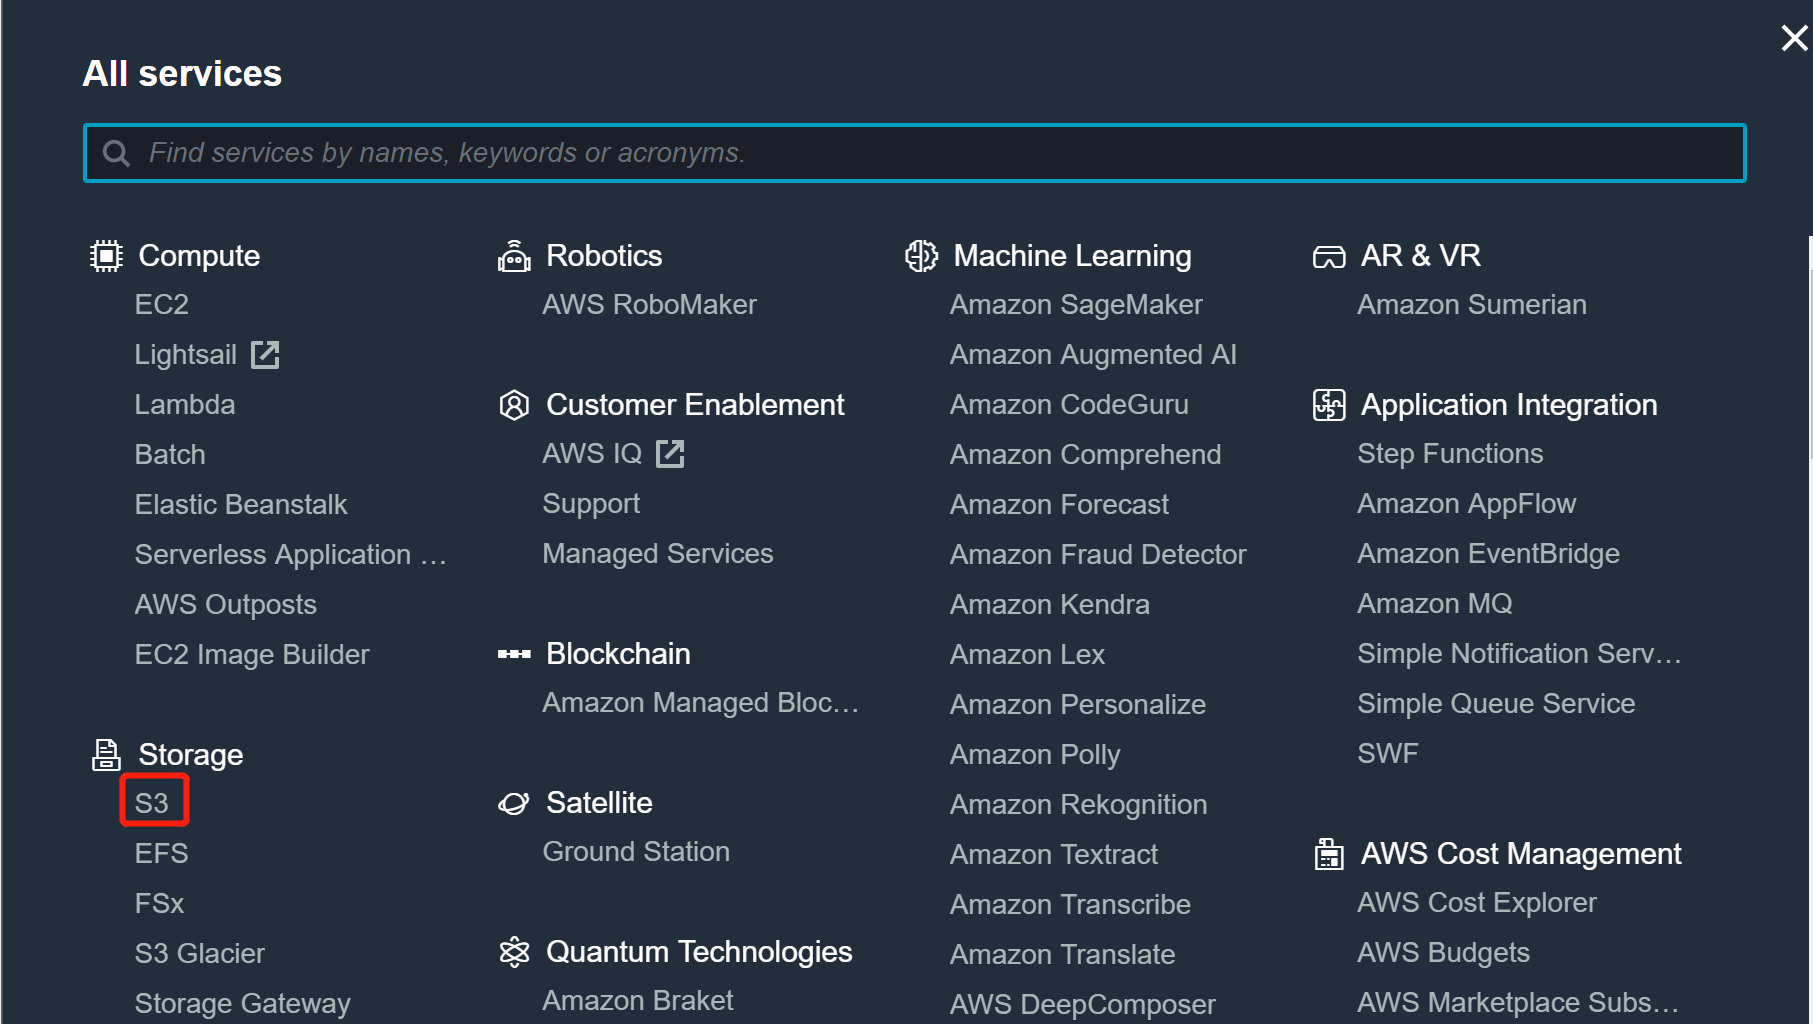 All services
Find services by names, keywords or acronyms.
Compute
EC2
Lightsail
Lambda
Batch
Elastic Beanstalk
Serverless Application …
AWS Outposts
EC2 Image Builder
Storage
S3
EFS
FSx
S3 Glacier
Storage Gateway
Robotics
AWS RoboMaker
Customer Enablement
AWS IQ
Support
Managed Services
Blockchain
Amazon Managed Bloc…
Satellite
Ground Station
Quantum Technologies
Amazon Braket
Machine Learning
Amazon SageMaker
Amazon Augmented AI
Amazon CodeGuru
Amazon Comprehend
Amazon Forecast
Amazon Fraud Detector
Amazon Kendra
Amazon Lex
Amazon Personalize
Amazon Polly
Amazon Rekognition
Amazon Textract
Amazon Transcribe
Amazon Translate
AWS DeepComposer
AR & VR
Amazon Sumerian
Application Integration
Step Functions
Amazon AppFlow
Amazon EventBridge
Amazon MQ
Simple Notification Serv…
Simple Queue Service
SWF
AWS Cost Management
AWS Cost Explorer
AWS Budgets
AWS Marketplace Subs…